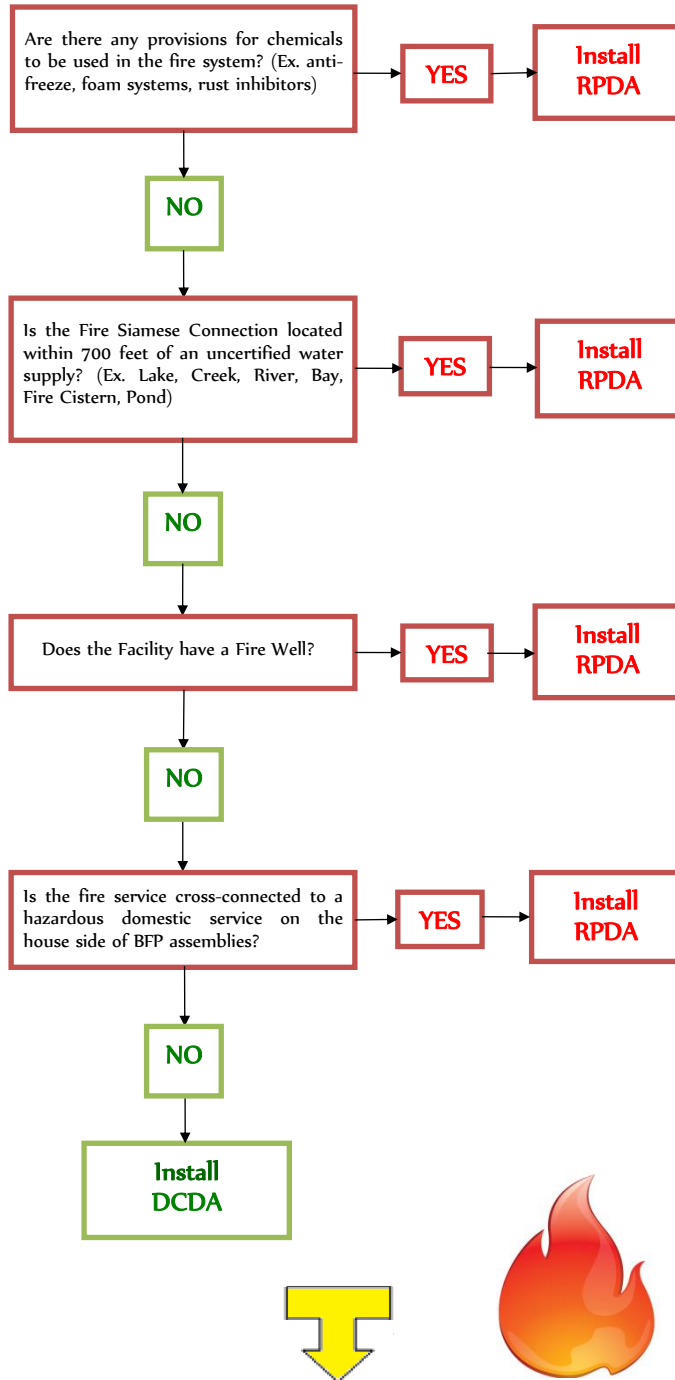 Are there any provisions for chemicals
to be used in the fire system? (Ex. anti-
freeze, foam systems, rust inhibitors)
YES
Install
RPDA
NO
Is the Fire Siamese Connection located
within 700 feet of an uncertified water
supply? (Ex. Lake, Creek, River, Bay,
Fire Cistern, Pond)
YES
Install
RPDA
NO
Does the Facility have a Fire Well?
YES
Install
RPDA
NO
Is the fire service cross-connected to a
hazardous domestic service on the
house side of BFP assemblies?
YES
Install
RPDA
NO
Install
DCDA